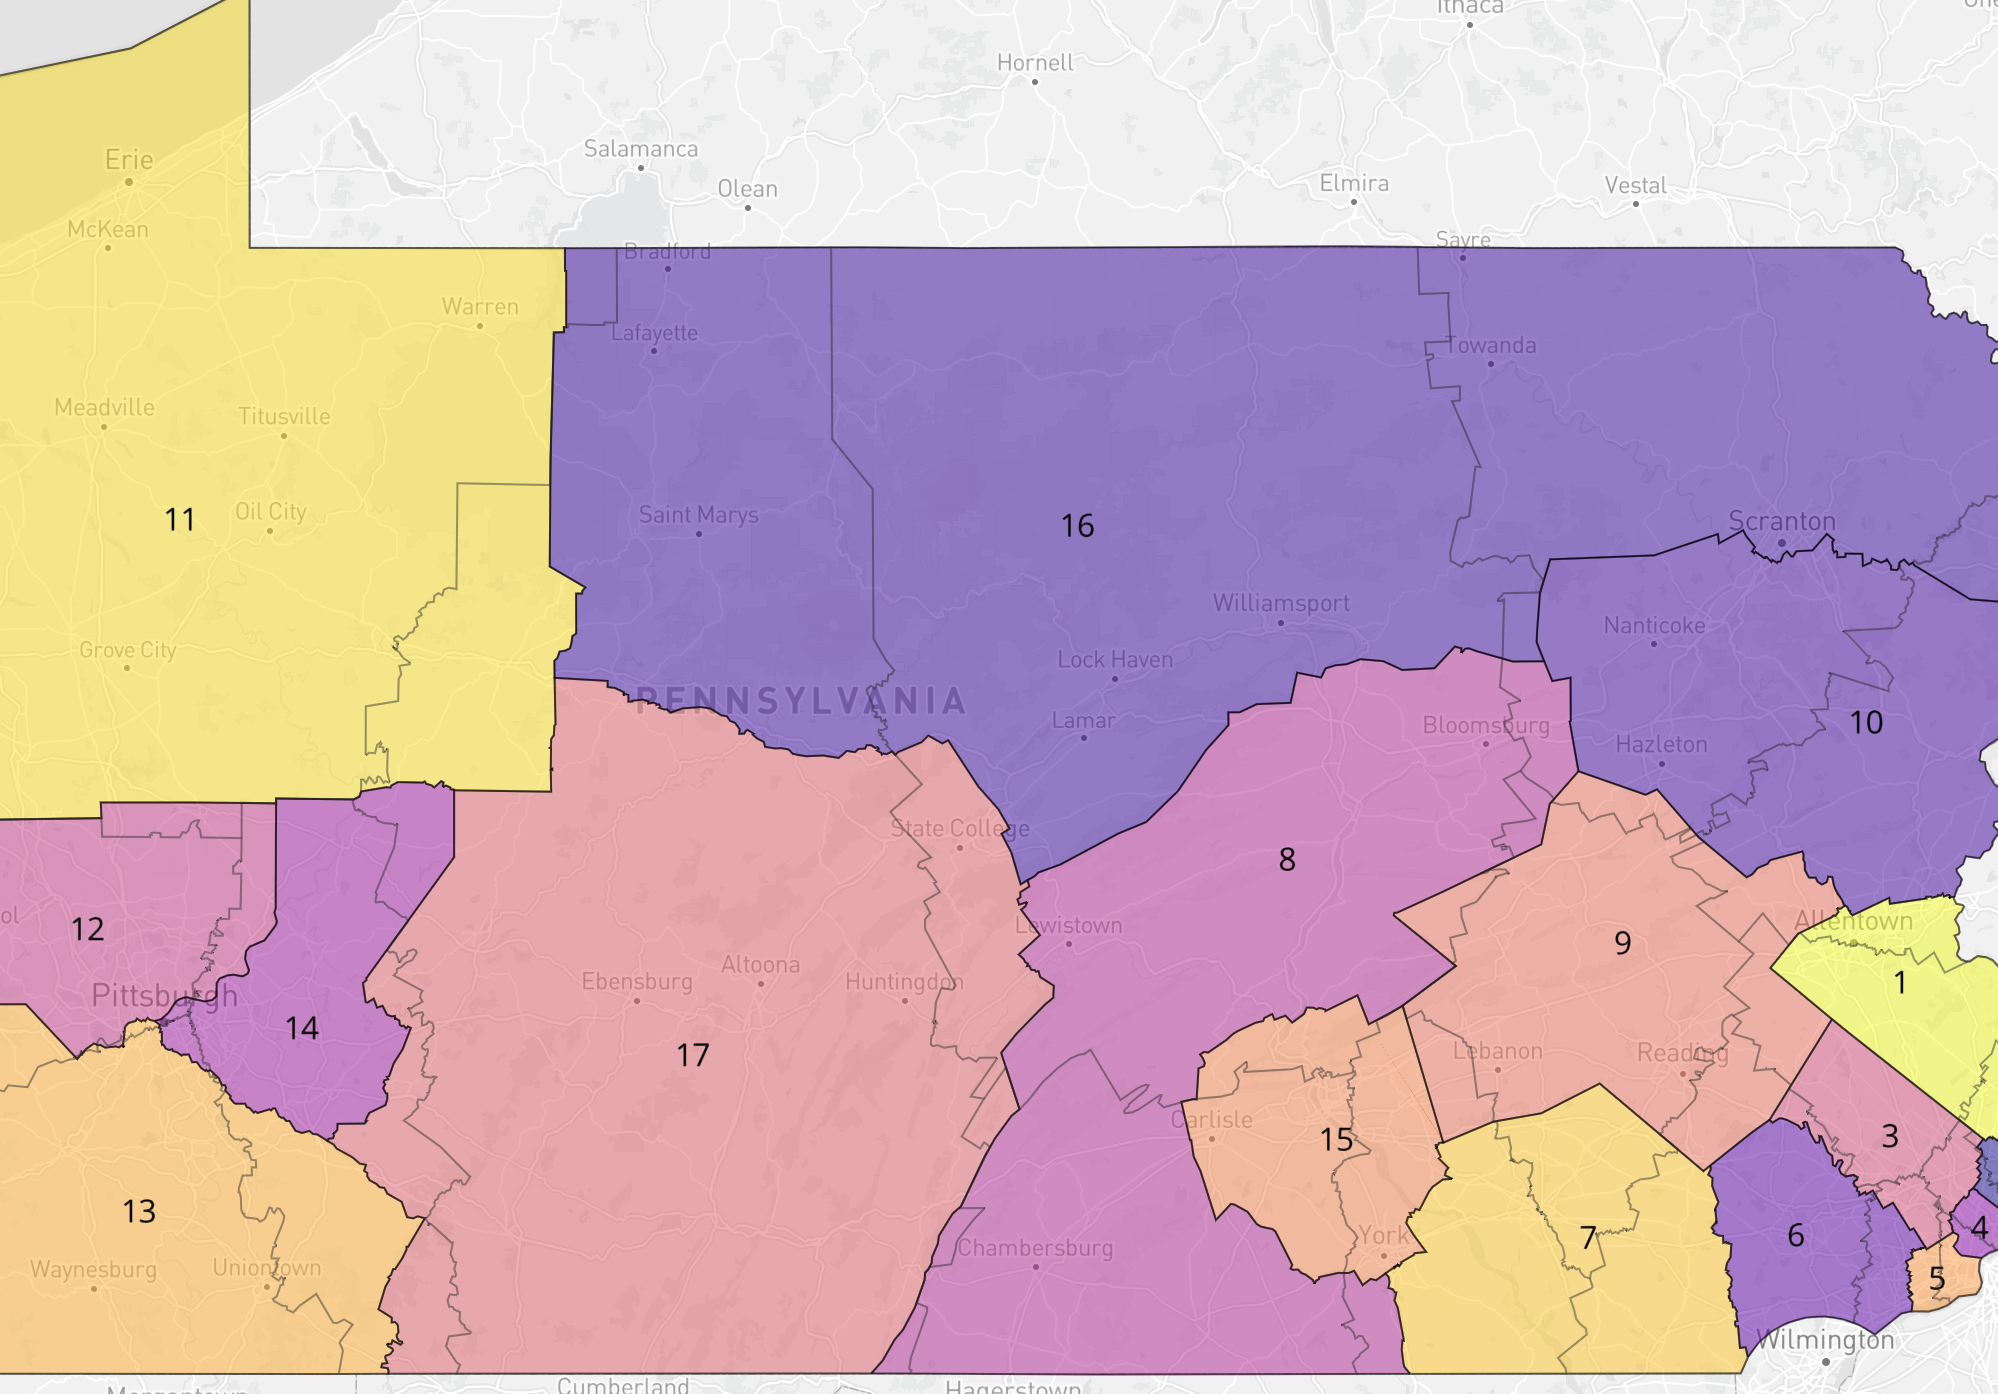 Ithaca
Hornell
Salamanca
Olean
Elmira
Vestal
Erie
McKean
Sayre
Bradford
Warren
Lafayette
Towanda
Meadville
Titusville
11
Oil City
Saint Marys
16
Scranton
Williamsport
Nanticoke
Grove City
Lock Haven
PENNSYLVANIA
Lamar
Bloomsburg
10
Hazleton
State College
8
12
Lewistown
9
Allentown
Pittsburgh
Ebensburg
Altoona
Huntingdon
1
14
17
Lebanon
Reading
Carlisle
15
3
13
Chambersburg
York
7
6
4
Waynesburg
Uniontown
5
Wilmington
Morgantown
Cumberland
Hagerstown